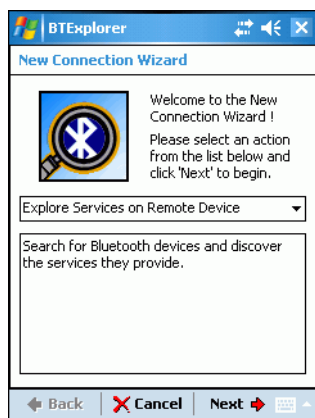 BTExplorer
New Connection Wizard
Welcome to the New
Connection Wizard !
Please select an action
from the list below and
click 'Next' to begin.
Explore Services on Remote Device
Search for Bluetooth devices and discover
the services they provide.
Back Cancel Next